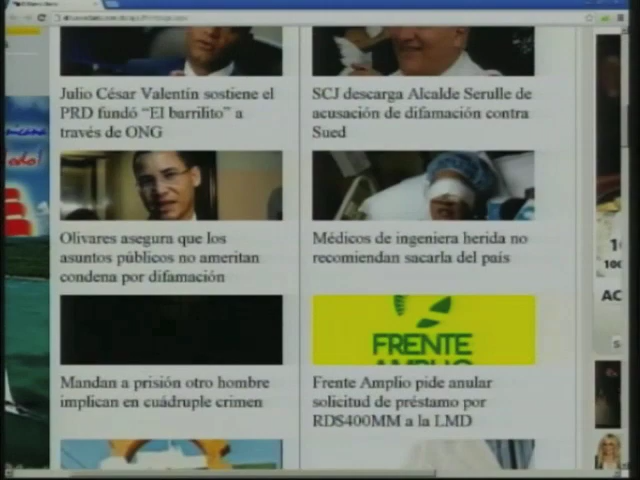 Julio César Valentín sostiene el
PRD fundó “El barrilito” a
través de ONG
SCJ descarga Alcalde Serulle de
acusación de difamación contra
Sued
Olivares asegura que los
asuntos públicos no ameritan
condena por difamación
Médicos de ingeniera herida no
recomiendan sacarla del país
FRENTE
AMPLIO
Mandan a prisión otro hombre
implican en cuádruple crimen
Frente Amplio pide anular
solicitud de préstamo por
RD$400MM a la LMD